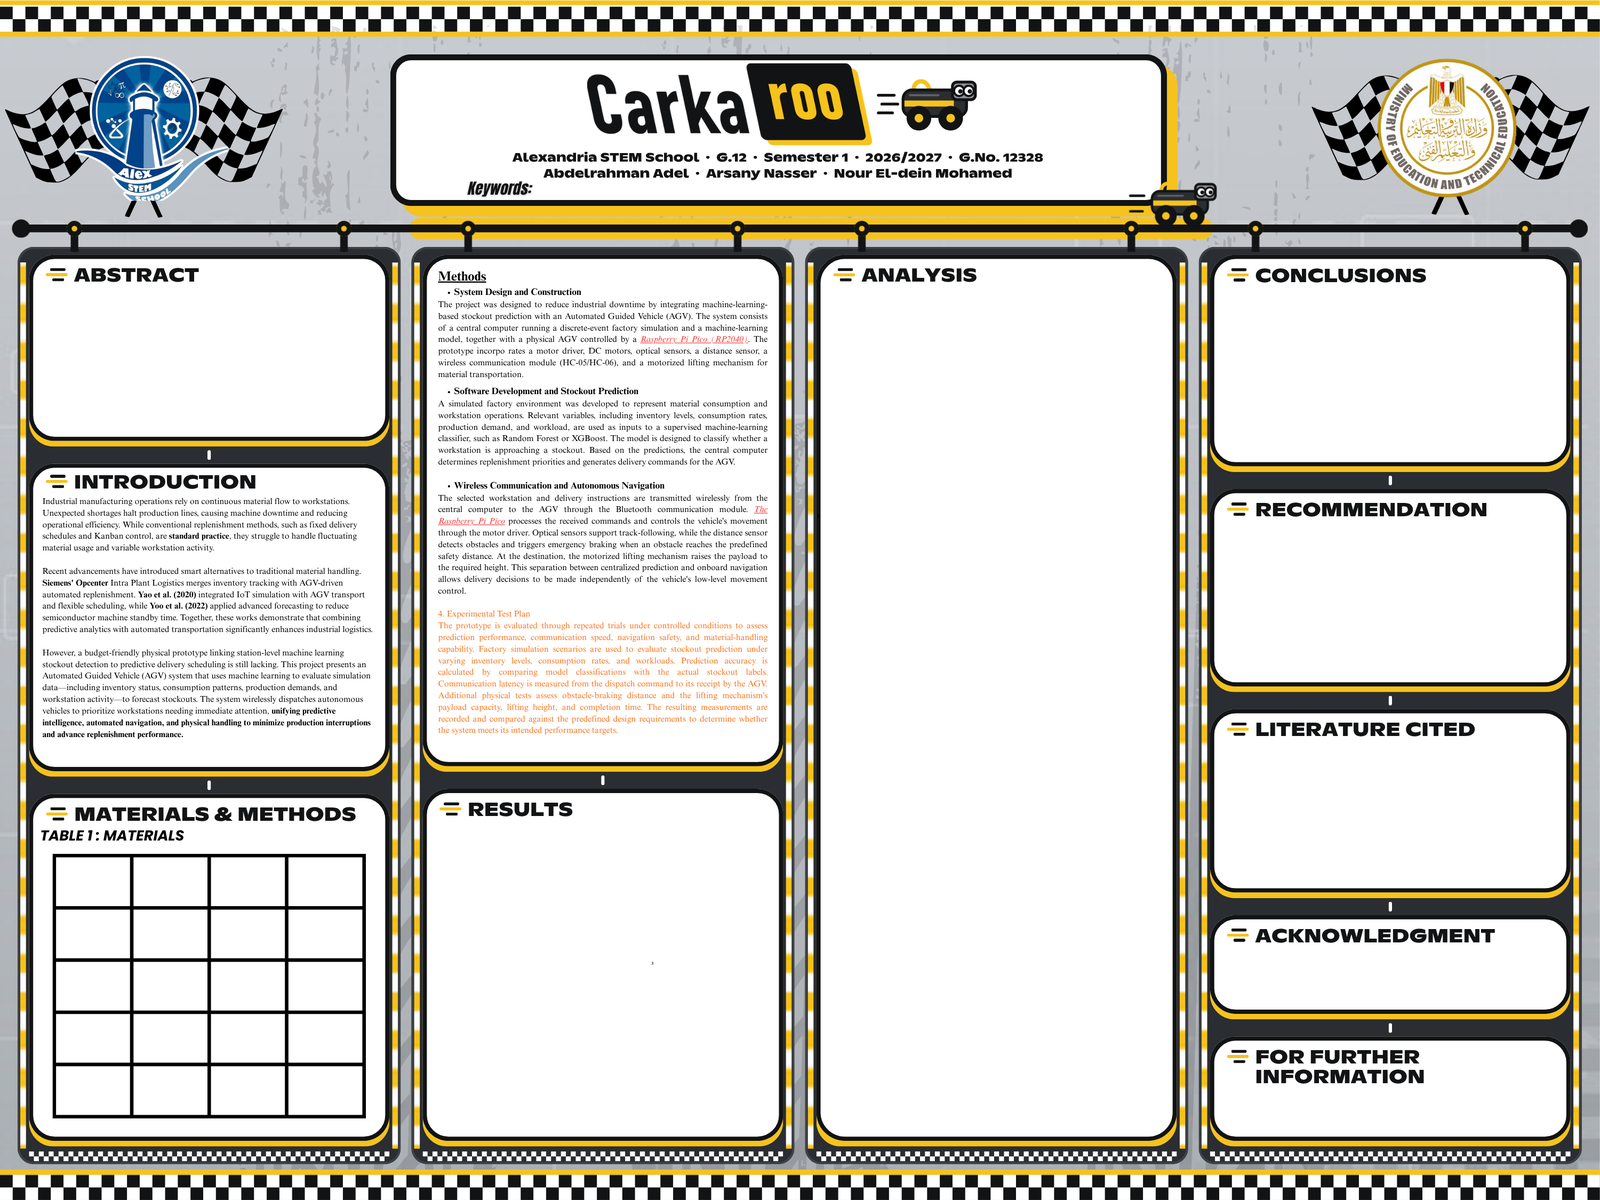 Carka roo
Alexandria STEM School · G.12 · Semester 1 · 2026/2027 · G.No. 12328
Abdelrahman Adel · Arsany Nasser · Nour El-dein Mohamed
Keywords:
Alex
STEM
SCHOOL
وزارة التربية والتعليم
والتعليم الفنى
MINISTRY OF EDUCATION AND TECHNICAL EDUCATION
ABSTRACT
INTRODUCTION
Industrial manufacturing operations rely on continuous material flow to workstations.
Unexpected shortages halt production lines, causing machine downtime and reducing
operational efficiency. While conventional replenishment methods, such as fixed delivery
schedules and Kanban control, are standard practice, they struggle to handle fluctuating
material usage and variable workstation activity.
Recent advancements have introduced smart alternatives to traditional material handling.
Siemens' Opcenter Intra Plant Logistics merges inventory tracking with AGV-driven
automated replenishment. Yao et al. (2020) integrated IoT simulation with AGV transport
and flexible scheduling, while Yoo et al. (2022) applied advanced forecasting to reduce
semiconductor machine standby time. Together, these works demonstrate that combining
predictive analytics with automated transportation significantly enhances industrial logistics.
However, a budget-friendly physical prototype linking station-level machine learning
stockout detection to predictive delivery scheduling is still lacking. This project presents an
Automated Guided Vehicle (AGV) system that uses machine learning to evaluate simulation
data—including inventory status, consumption patterns, production demands, and
workstation activity—to forecast stockouts. The system wirelessly dispatches autonomous
vehicles to prioritize workstations needing immediate attention, unifying predictive
intelligence, automated navigation, and physical handling to minimize production interruptions
and advance replenishment performance.
MATERIALS & METHODS
TABLE 1 : MATERIALS
Methods
• System Design and Construction
The project was designed to reduce industrial downtime by integrating machine-learning-
based stockout prediction with an Automated Guided Vehicle (AGV). The system consists
of a central computer running a discrete-event factory simulation and a machine-learning
model, together with a physical AGV controlled by a Raspberry Pi Pico (RP2040). The
prototype incorpo rates a motor driver, DC motors, optical sensors, a distance sensor, a
wireless communication module (HC-05/HC-06), and a motorized lifting mechanism for
material transportation.
• Software Development and Stockout Prediction
A simulated factory environment was developed to represent material consumption and
workstation operations. Relevant variables, including inventory levels, consumption rates,
production demand, and workload, are used as inputs to a supervised machine-learning
classifier, such as Random Forest or XGBoost. The model is designed to classify whether a
workstation is approaching a stockout. Based on the predictions, the central computer
determines replenishment priorities and generates delivery commands for the AGV.
• Wireless Communication and Autonomous Navigation
The selected workstation and delivery instructions are transmitted wirelessly from the
central computer to the AGV through the Bluetooth communication module. The
Raspberry Pi Pico processes the received commands and controls the vehicle's movement
through the motor driver. Optical sensors support track-following, while the distance sensor
detects obstacles and triggers emergency braking when an obstacle reaches the predefined
safety distance. At the destination, the motorized lifting mechanism raises the payload to
the required height. This separation between centralized prediction and onboard navigation
allows delivery decisions to be made independently of the vehicle's low-level movement
control.
4. Experimental Test Plan
The prototype is evaluated through repeated trials under controlled conditions to assess
prediction performance, communication speed, navigation safety, and material-handling
capability. Factory simulation scenarios are used to evaluate stockout prediction under
varying inventory levels, consumption rates, and workloads. Prediction accuracy is
calculated by comparing model classifications with the actual stockout labels.
Communication latency is measured from the dispatch command to its receipt by the AGV.
Additional physical tests assess obstacle-braking distance and the lifting mechanism's
payload capacity, lifting height, and completion time. The resulting measurements are
recorded and compared against the predefined design requirements to determine whether
the system meets its intended performance targets.
RESULTS
ANALYSIS
CONCLUSIONS
RECOMMENDATION
LITERATURE CITED
ACKNOWLEDGMENT
FOR FURTHER
INFORMATION